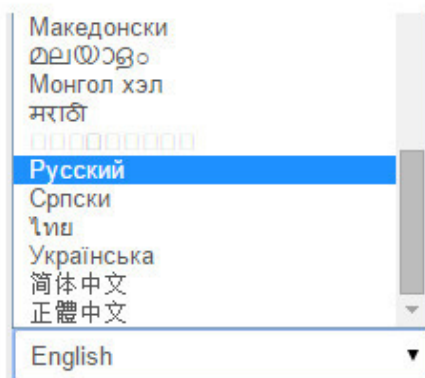 Македонски
മലയാളം
Монгол хэл
मराठी
Русский
Српски
ไทย
Українська
简体中文
正體中文
English